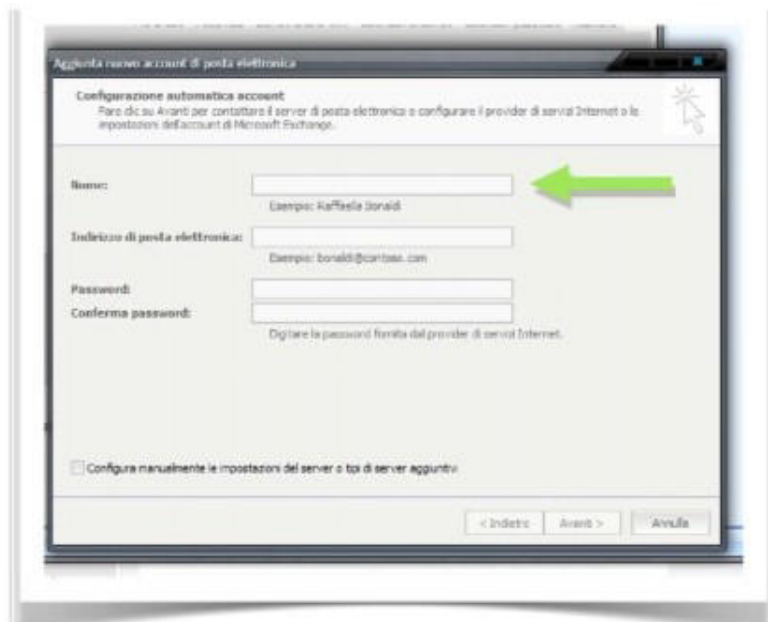 Aggiunta nuovo account di posta elettronica
Configurazione automatica account
Fare clic su Avanti per contattare il server di posta elettronica o configurare il provider di servizi Internet o le
impostazioni dell'account di Microsoft Exchange.
Nome:
Esempio: Raffaella Bonaldi
Indirizzo di posta elettronica:
Esempio: bonaldi@contoso.com
Password:
Conferma password:
Digitare la password fornita dal provider di servizi Internet.
Configura manualmente le impostazioni del server o tipi di server aggiuntivi
< Indietro
Avanti >
Annulla